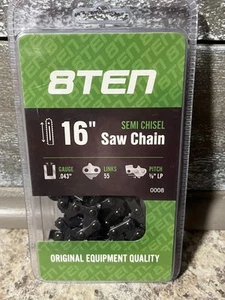 8TEN
SEMI CHISEL
16" Saw Chain
GAUGE LINKS PITCH
.043" 55 ⅜" LP
0008
ORIGINAL EQUIPMENT QUALITY